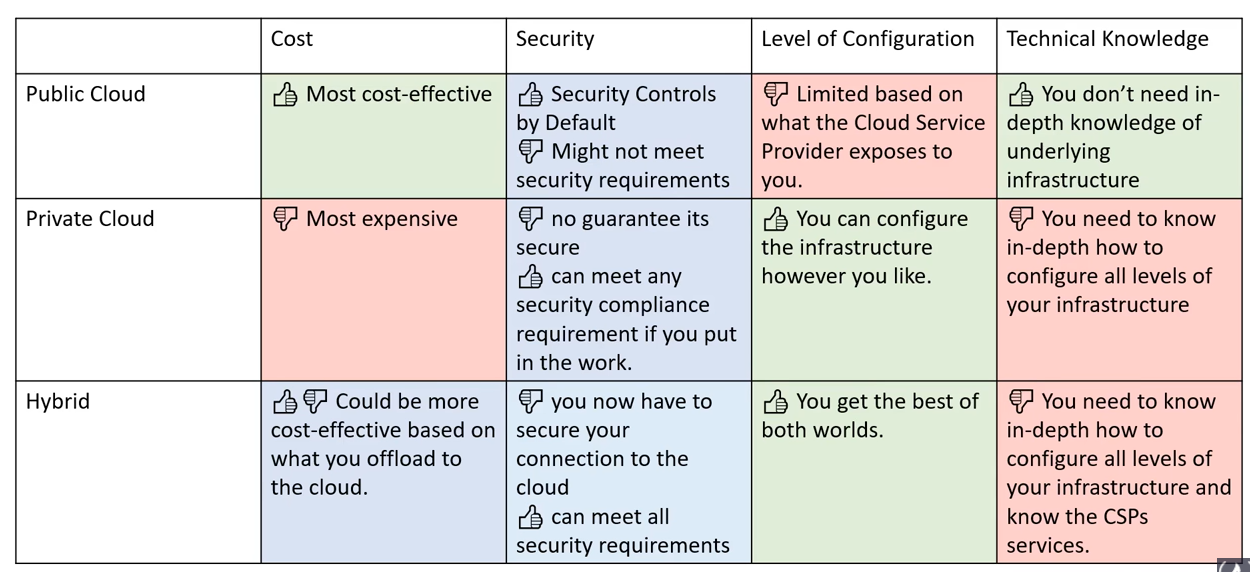 Cost
Security
Level of Configuration
Technical Knowledge
Public Cloud
Most cost-effective
Security Controls
by Default
Might not meet
security requirements
Limited based on
what the Cloud Service
Provider exposes to
you.
You don’t need in-
depth knowledge of
underlying
infrastructure
Private Cloud
Most expensive
no guarantee its
secure
can meet any
security compliance
requirement if you put
in the work.
You can configure
the infrastructure
however you like.
You need to know
in-depth how to
configure all levels of
your infrastructure
Hybrid
Could be more
cost-effective based on
what you offload to
the cloud.
you now have to
secure your
connection to the
cloud
can meet all
security requirements
You get the best of
both worlds.
You need to know
in-depth how to
configure all levels of
your infrastructure and
know the CSPs
services.